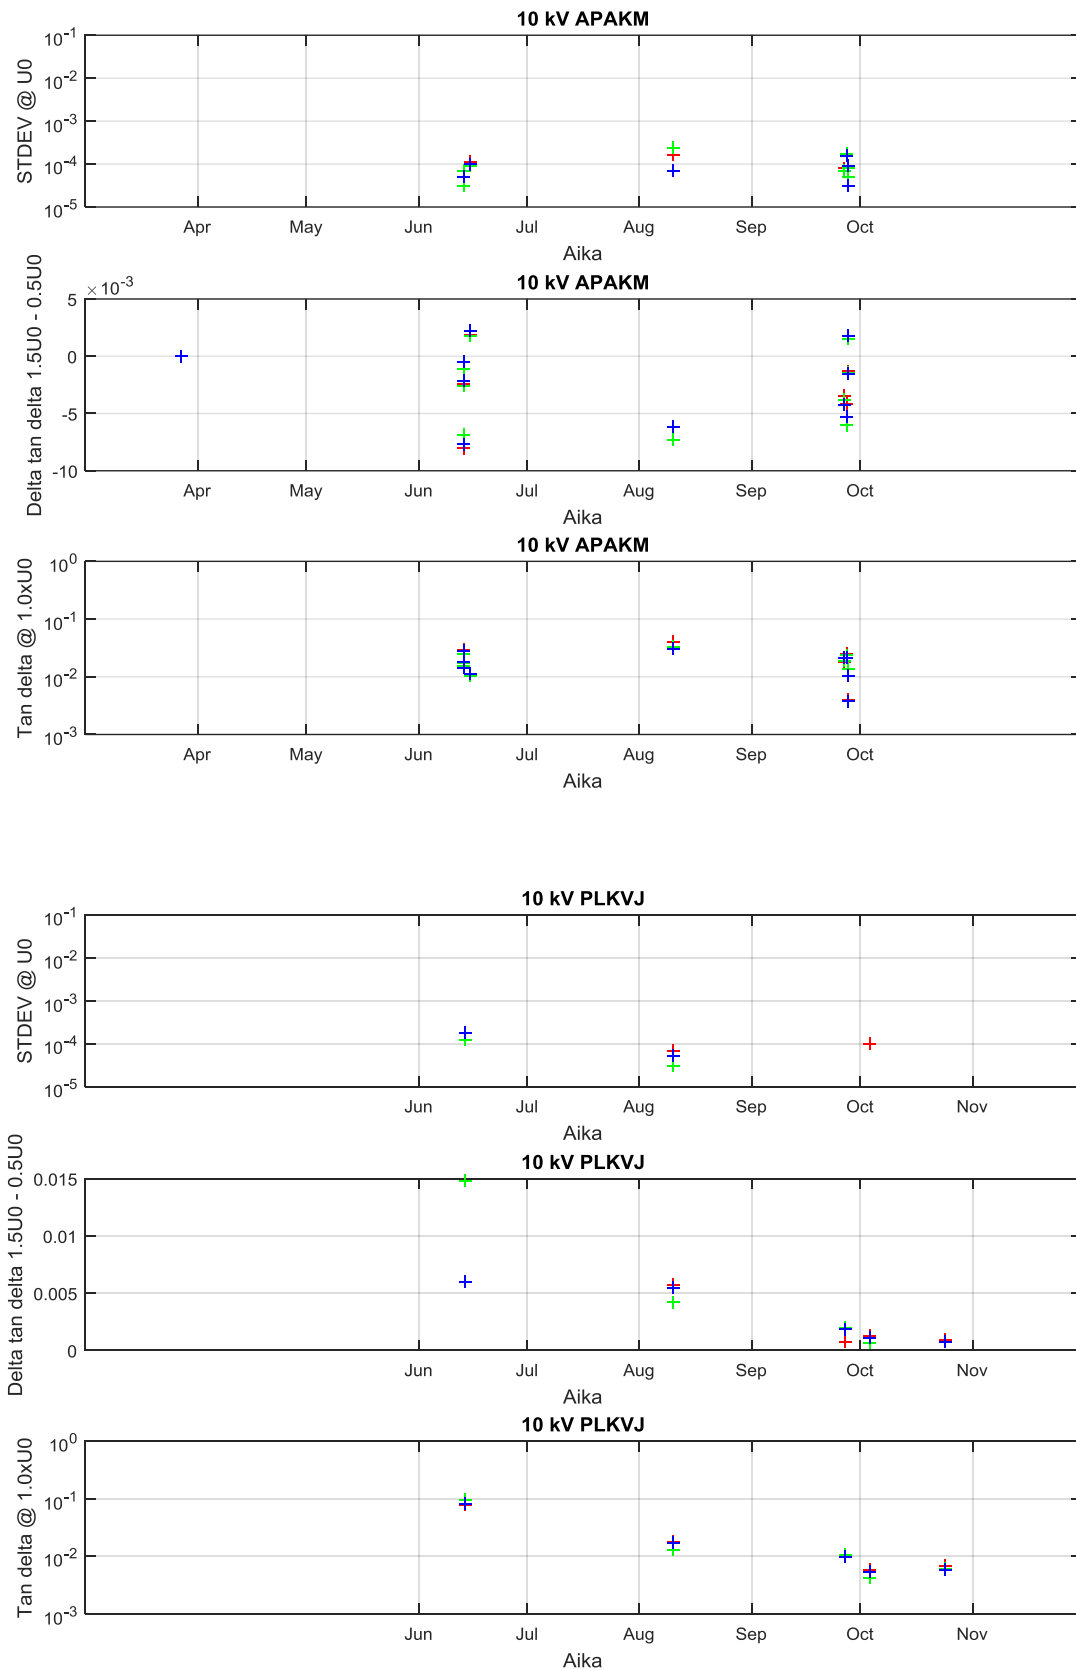 10 kV APAKM
STDEV @ U0
10^-1
10^-2
10^-3
10^-4
10^-5
Apr May Jun Jul Aug Sep Oct
Aika
10 kV APAKM
Delta tan delta 1.5U0 - 0.5U0
×10^-3
5
0
-5
-10
Apr May Jun Jul Aug Sep Oct
Aika
10 kV APAKM
Tan delta @ 1.0xU0
10^0
10^-1
10^-2
10^-3
Apr May Jun Jul Aug Sep Oct
Aika
10 kV PLKVJ
STDEV @ U0
10^-1
10^-2
10^-3
10^-4
10^-5
Jun Jul Aug Sep Oct Nov
Aika
10 kV PLKVJ
Delta tan delta 1.5U0 - 0.5U0
0.015
0.01
0.005
0
Jun Jul Aug Sep Oct Nov
Aika
10 kV PLKVJ
Tan delta @ 1.0xU0
10^0
10^-1
10^-2
10^-3
Jun Jul Aug Sep Oct Nov
Aika